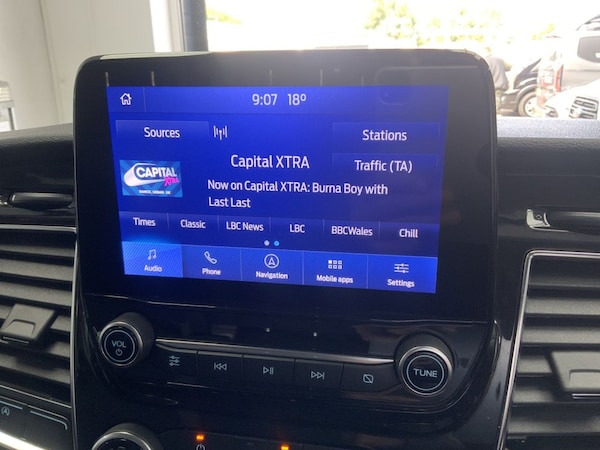 9:07 18°
Sources
Stations
Capital XTRA
Traffic (TA)
CAPITAL
XTRA
Now on Capital XTRA: Burna Boy with
Last Last
Times Classic LBC News LBC BBCWales Chill
Audio Phone Navigation Mobile apps Settings
VOL
TUNE